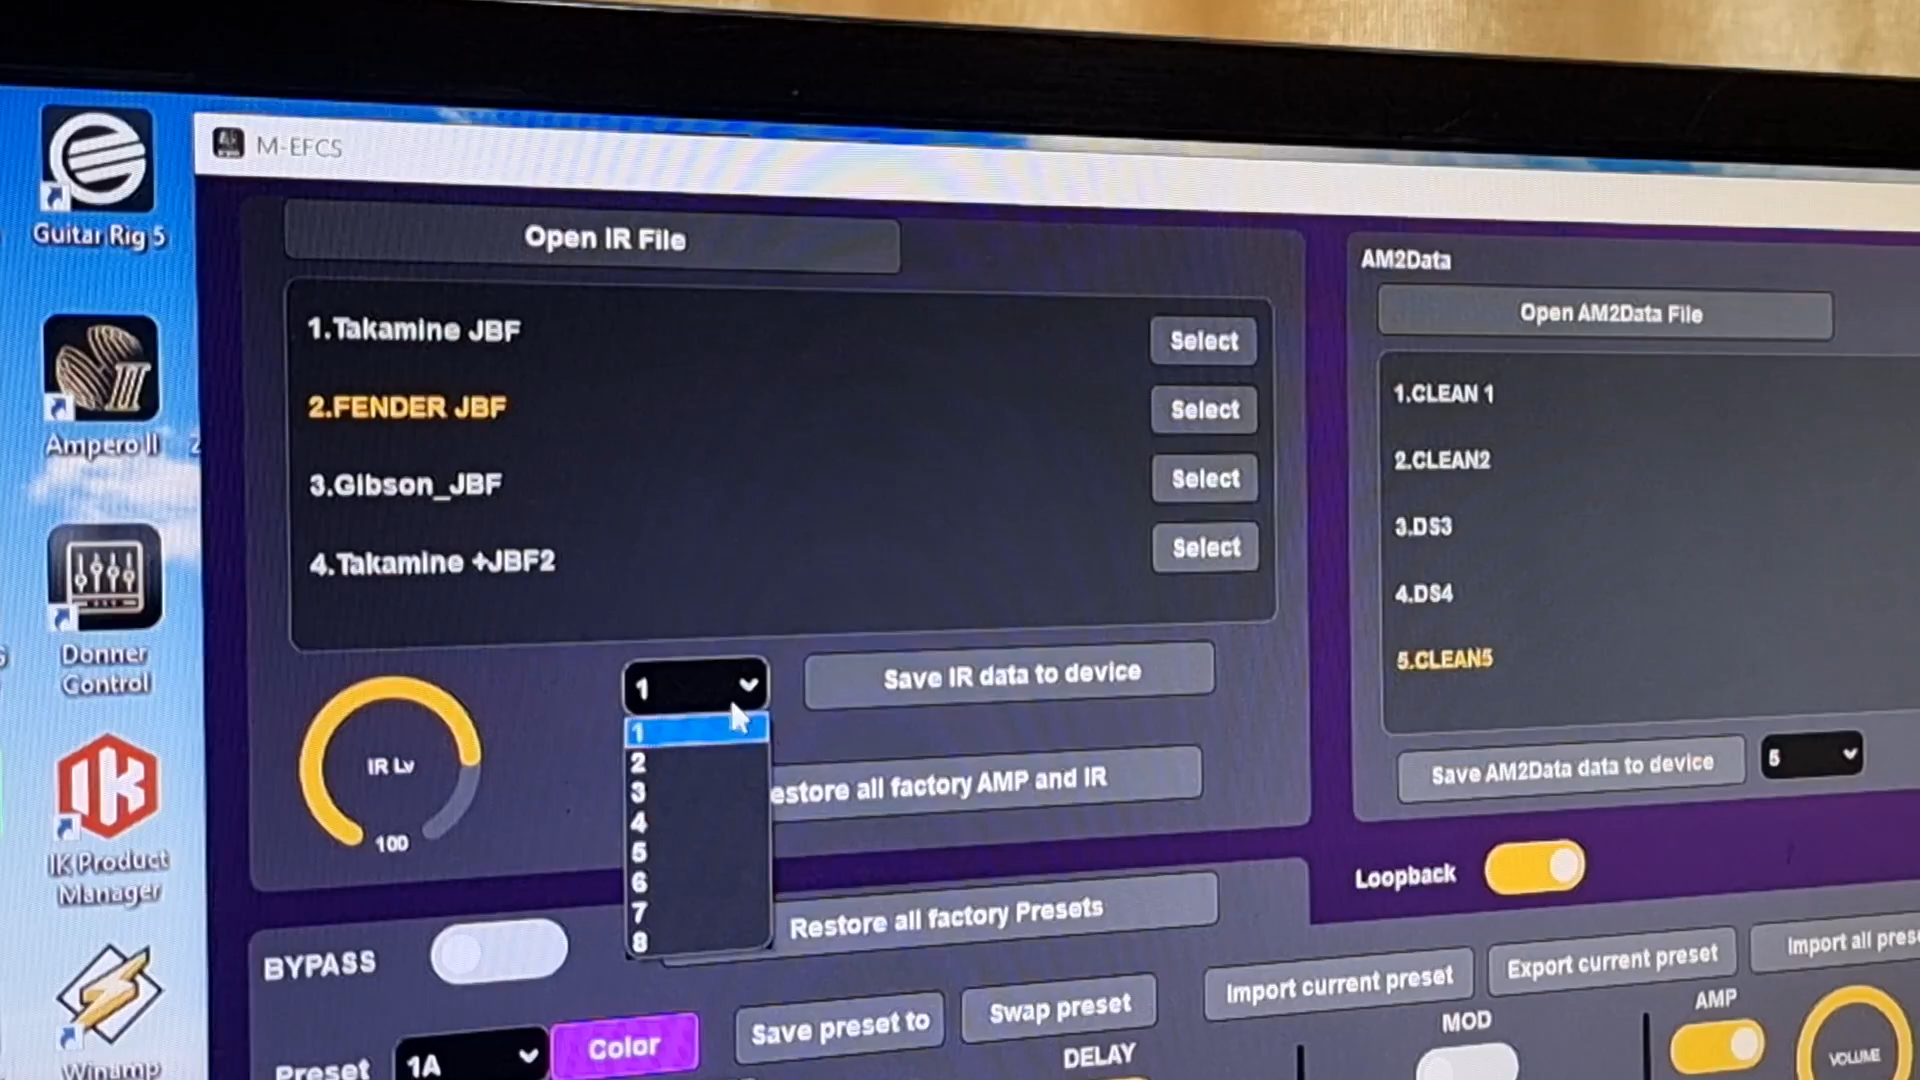 M-EFCS
Guitar Rig 5
Ampero II
Donner
Control
IK
IK Product
Manager
Winamp
Open IR File
1.Takamine JBF
Select
2.FENDER JBF
Select
3.Gibson_JBF
Select
4.Takamine +JBF2
Select
IR Lv
100
1
Save IR data to device
1
2
3
4
5
6
7
8
estore all factory AMP and IR
Restore all factory Presets
AM2Data
Open AM2Data File
1.CLEAN 1
2.CLEAN2
3.DS3
4.DS4
5.CLEAN5
Save AM2Data data to device
5
Loopback
BYPASS
Import current preset
Export current preset
Import all prese
Preset
1A
Color
Save preset to
Swap preset
DELAY
MOD
AMP
VOLUME